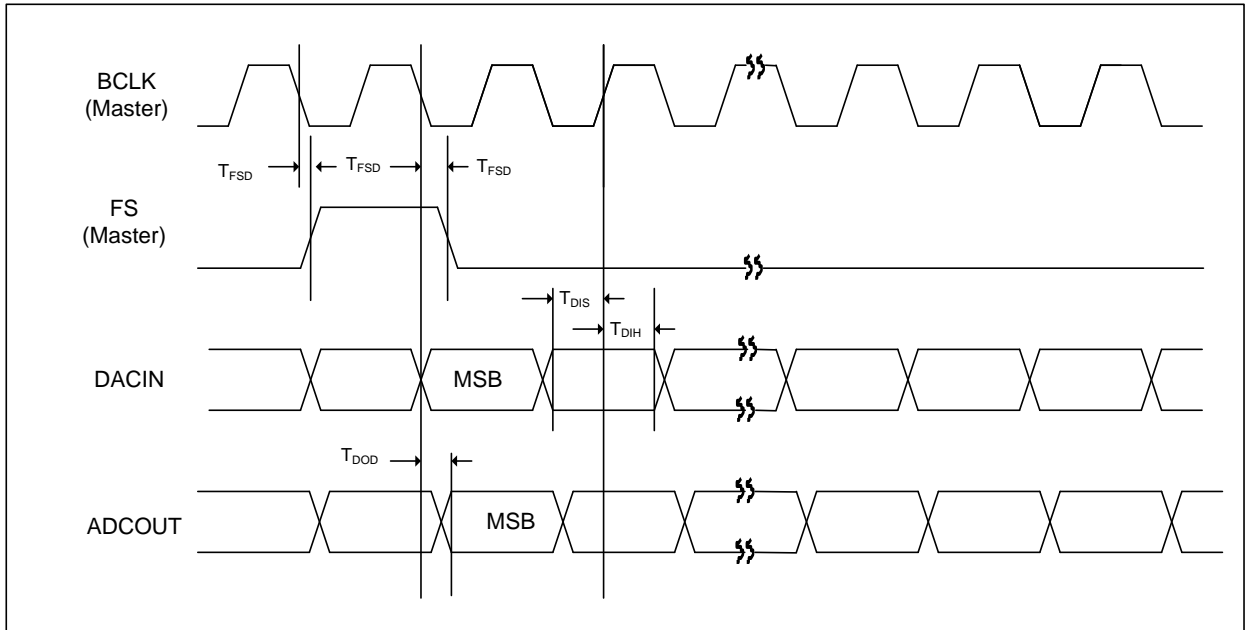 BCLK
(Master)
TFSD TFSD TFSD
FS
(Master)
TDIS
TDIH
DACIN
MSB
TDOD
ADCOUT
MSB